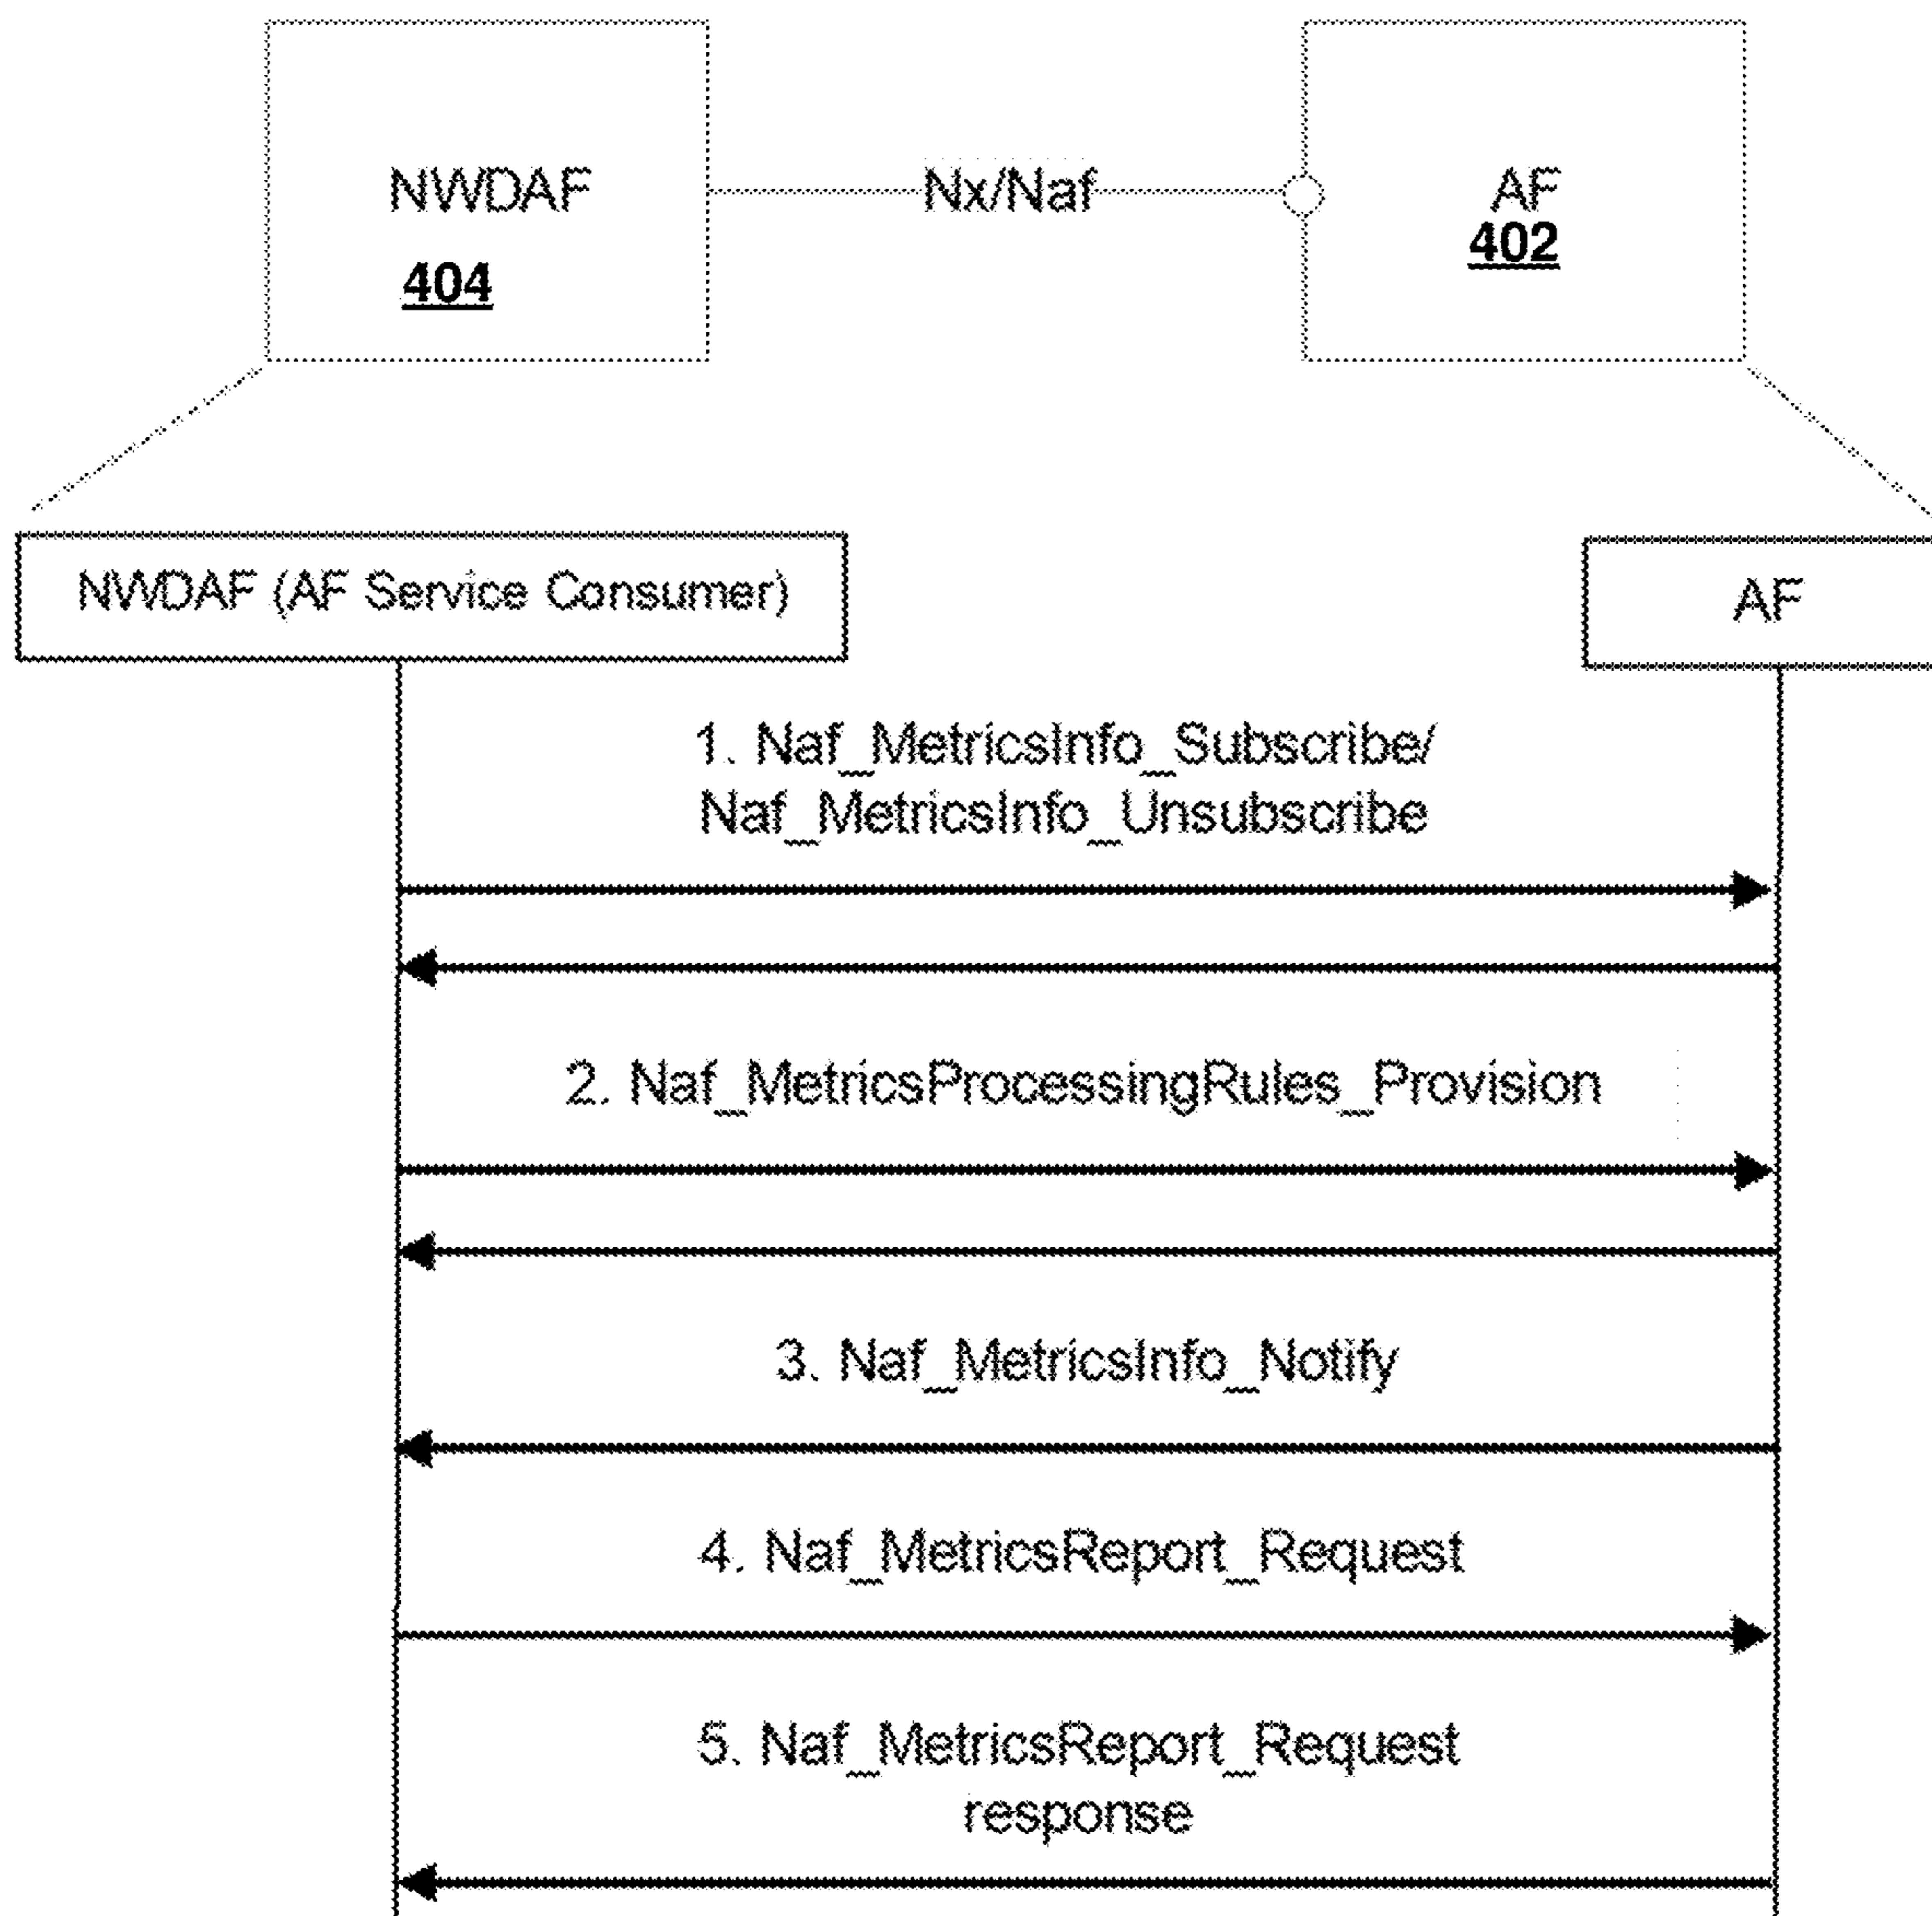 NWDAF
404
Nx/Naf
AF
402
NWDAF (AF Service Consumer)
AF
1. Naf_MetricsInfo_Subscribe/
Naf_MetricsInfo_Unsubscribe
2. Naf_MetricsProcessingRules_Provision
3. Naf_MetricsInfo_Notify
4. Naf_MetricsReport_Request
5. Naf_MetricsReport_Request
response